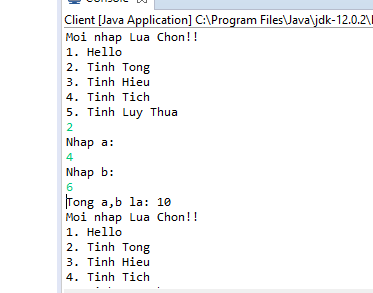 Console
Client [Java Application] C:\Program Files\Java\jdk-12.0.2\
Moi nhap Lua Chon!!
1. Hello
2. Tinh Tong
3. Tinh Hieu
4. Tinh Tich
5. Tinh Luy Thua
2
Nhap a:
4
Nhap b:
6
Tong a,b la: 10
Moi nhap Lua Chon!!
1. Hello
2. Tinh Tong
3. Tinh Hieu
4. Tinh Tich